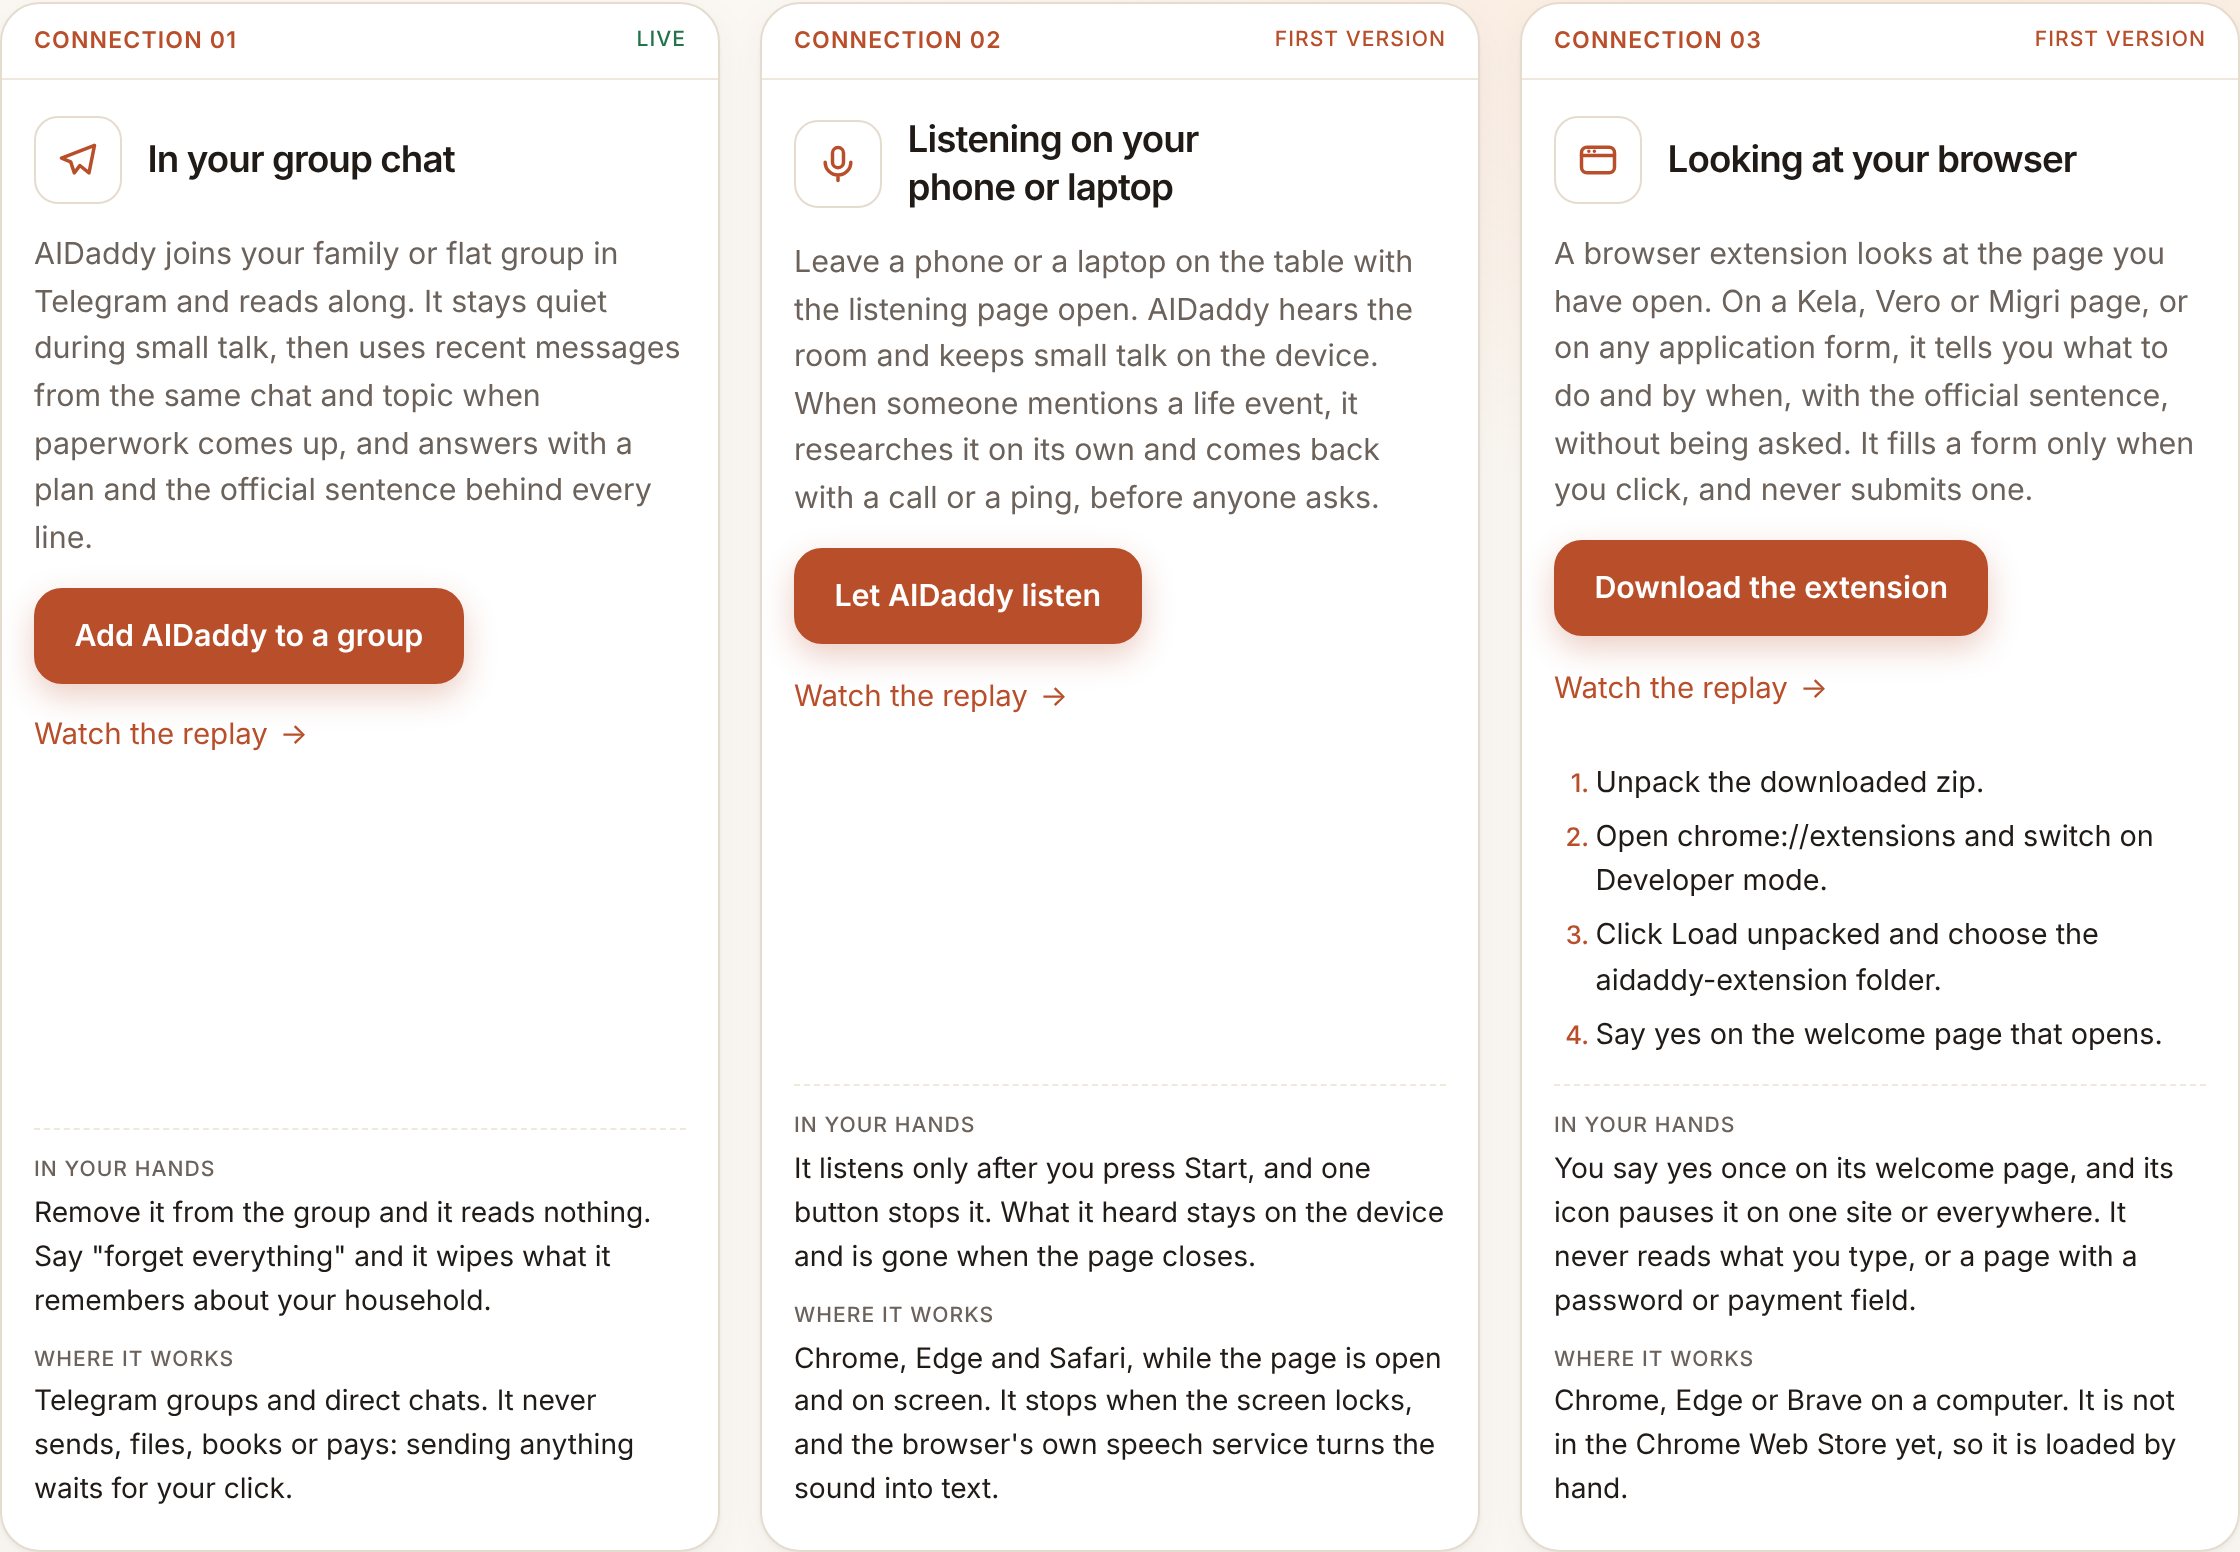 CONNECTION 01
LIVE
In your group chat
AIDaddy joins your family or flat group in
Telegram and reads along. It stays quiet
during small talk, then uses recent messages
from the same chat and topic when
paperwork comes up, and answers with a
plan and the official sentence behind every
line.
Add AIDaddy to a group
Watch the replay →
IN YOUR HANDS
Remove it from the group and it reads nothing.
Say "forget everything" and it wipes what it
remembers about your household.
WHERE IT WORKS
Telegram groups and direct chats. It never
sends, files, books or pays: sending anything
waits for your click.
CONNECTION 02
FIRST VERSION
Listening on your
phone or laptop
Leave a phone or a laptop on the table with
the listening page open. AIDaddy hears the
room and keeps small talk on the device.
When someone mentions a life event, it
researches it on its own and comes back
with a call or a ping, before anyone asks.
Let AIDaddy listen
Watch the replay →
IN YOUR HANDS
It listens only after you press Start, and one
button stops it. What it heard stays on the device
and is gone when the page closes.
WHERE IT WORKS
Chrome, Edge and Safari, while the page is open
and on screen. It stops when the screen locks,
and the browser's own speech service turns the
sound into text.
CONNECTION 03
FIRST VERSION
Looking at your browser
A browser extension looks at the page you
have open. On a Kela, Vero or Migri page, or
on any application form, it tells you what to
do and by when, with the official sentence,
without being asked. It fills a form only when
you click, and never submits one.
Download the extension
Watch the replay →
1. Unpack the downloaded zip.
2. Open chrome://extensions and switch on
Developer mode.
3. Click Load unpacked and choose the
aidaddy-extension folder.
4. Say yes on the welcome page that opens.
IN YOUR HANDS
You say yes once on its welcome page, and its
icon pauses it on one site or everywhere. It
never reads what you type, or a page with a
password or payment field.
WHERE IT WORKS
Chrome, Edge or Brave on a computer. It is not
in the Chrome Web Store yet, so it is loaded by
hand.